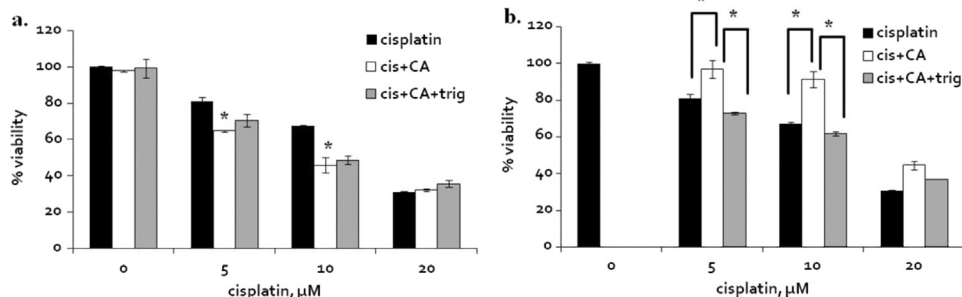 a.
120
100
80
60
40
20
0
% viability
cisplatin
cis+CA
cis+CA+trig
*
*
0 5 10 20
cisplatin, μM
b.
120
100
80
60
40
20
0
% viability
* * * *
cisplatin
cis+CA
cis+CA+trig
0 5 10 20
cisplatin, μM